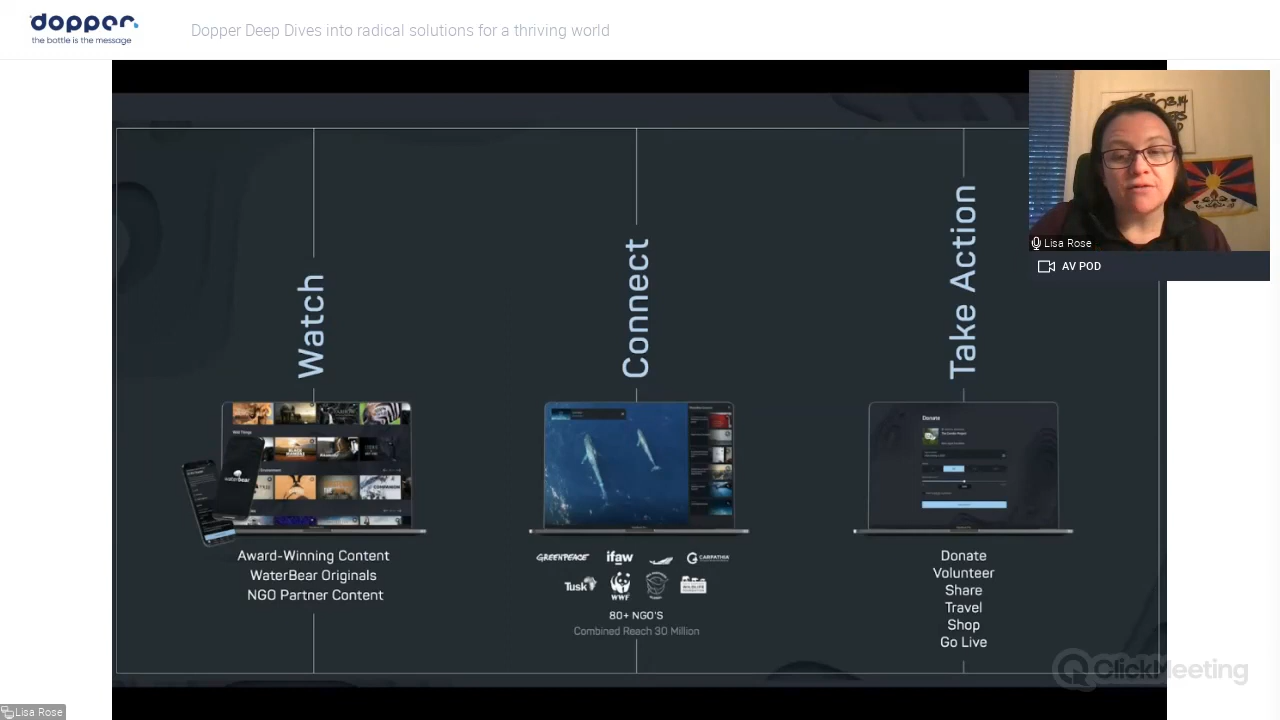 dopper
the bottle is the message
Dopper Deep Dives into radical solutions for a thriving world
Lisa Rose
AV POD
Watch
Connect
Take Action
waterbear
Donate
GREENPEACE
ifaw
CARPATHIA
Tusk
WWF
Award-Winning Content
WaterBear Originals
NGO Partner Content
80+ NGO'S
Combined Reach 30 Million
Donate
Volunteer
Share
Travel
Shop
Go Live
ClickMeeting
Lisa Rose